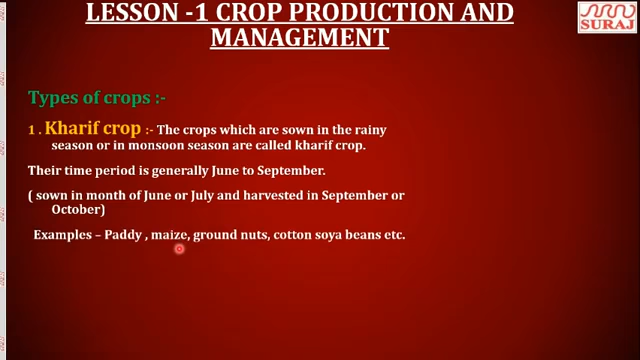 LESSON -1 CROP PRODUCTION AND
MANAGEMENT
SURAJ
Types of crops :-
1 . Kharif crop :- The crops which are sown in the rainy
season or in monsoon season are called kharif crop.
Their time period is generally June to September.
( sown in month of June or July and harvested in September or
October)
Examples – Paddy , maize, ground nuts, cotton soya beans etc.